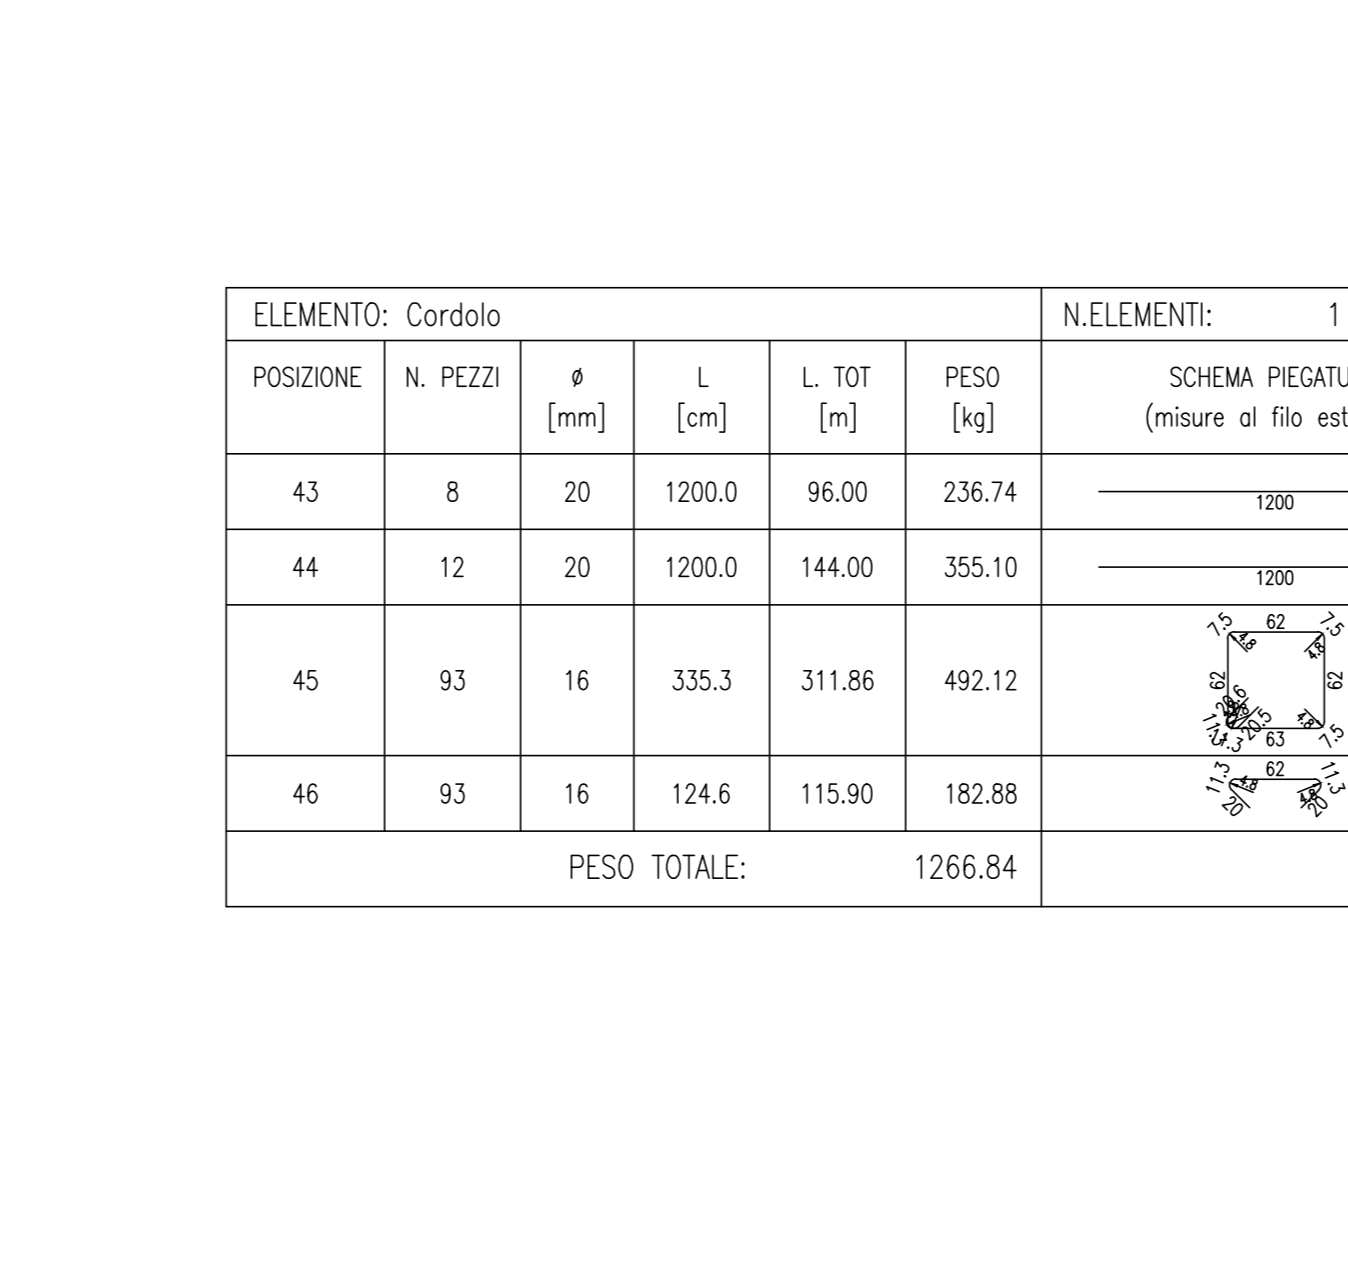 ELEMENTO: Cordolo N.ELEMENTI: 1
POSIZIONE N. PEZZI ø L L. TOT PESO SCHEMA PIEGATU
[mm] [cm] [m] [kg] (misure al filo est
43 8 20 1200.0 96.00 236.74 1200
44 12 20 1200.0 144.00 355.10 1200
45 93 16 335.3 311.86 492.12
7.5 62 7.5
4.8 4.8
62 62
20.5 4.8
11.3 63 7.5
46 93 16 124.6 115.90 182.88
11.3 4.8 62 11.3
20 4.8 20
PESO TOTALE: 1266.84